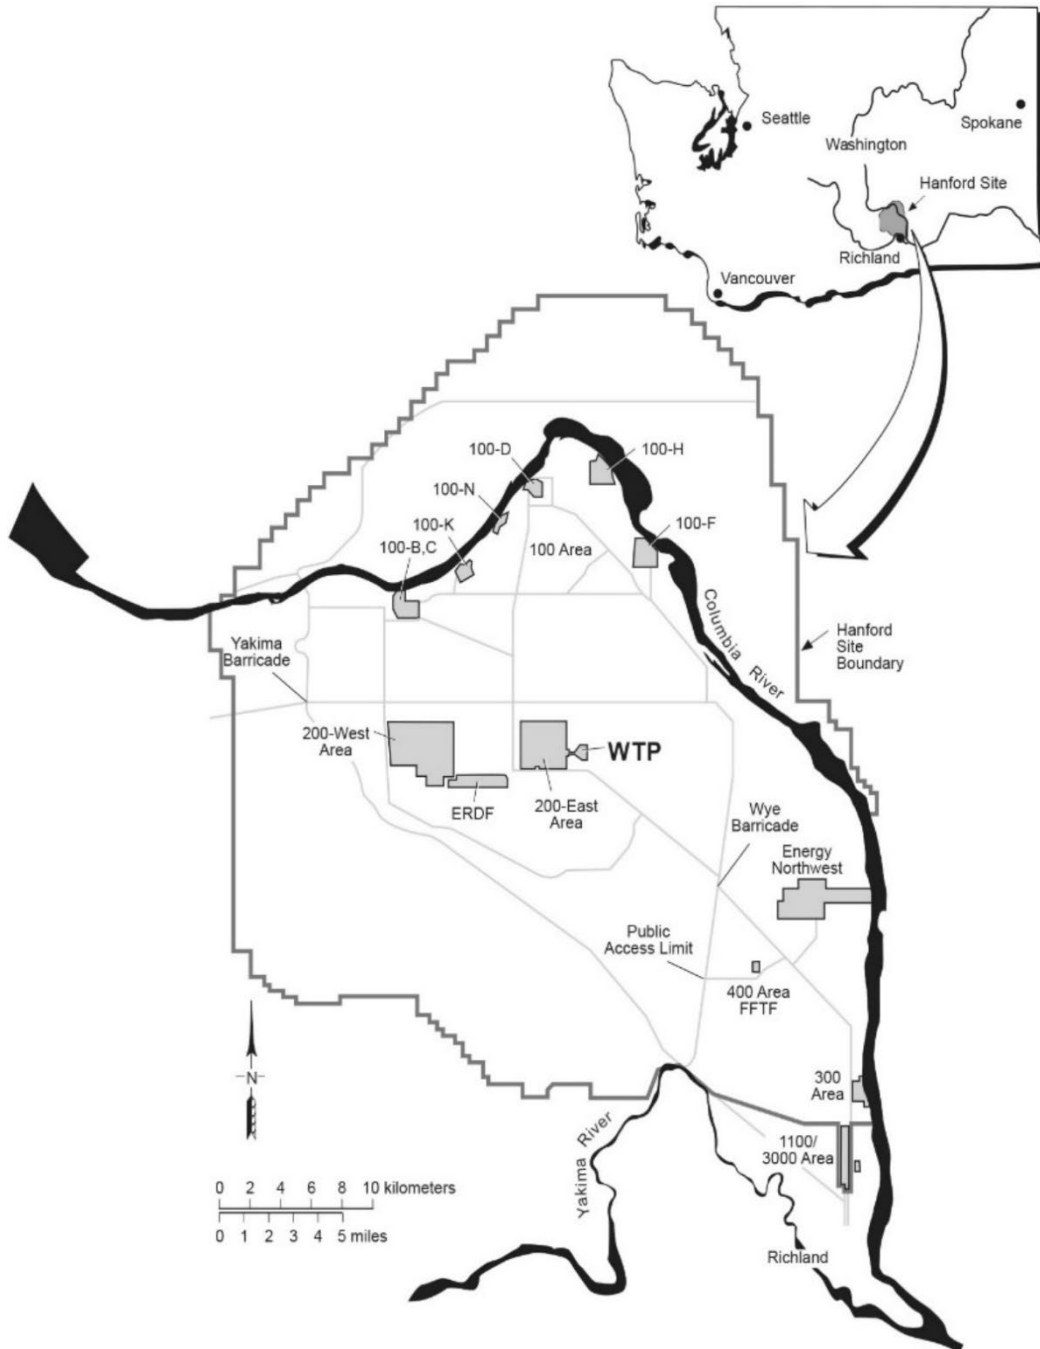 Seattle
Spokane
Washington
Hanford Site
Richland
Vancouver
100-D
100-H
100-N
100-K
100-F
100-B,C
100 Area
Columbia River
Hanford
Site
Boundary
Yakima
Barricade
200-West
Area
WTP
ERDF
200-East
Area
Wye
Barricade
Energy
Northwest
Public
Access Limit
400 Area
FFTF
N
300
Area
1100/
3000 Area
Yakima River
0 2 4 6 8 10 kilometers
0 1 2 3 4 5 miles
Richland